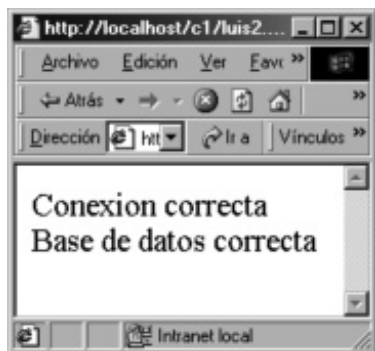 http://localhost/c1/luis2....
Archivo Edición Ver Favr »
Atrás »
Dirección htt Ir a Vínculos »
Conexion correcta
Base de datos correcta
Intranet local